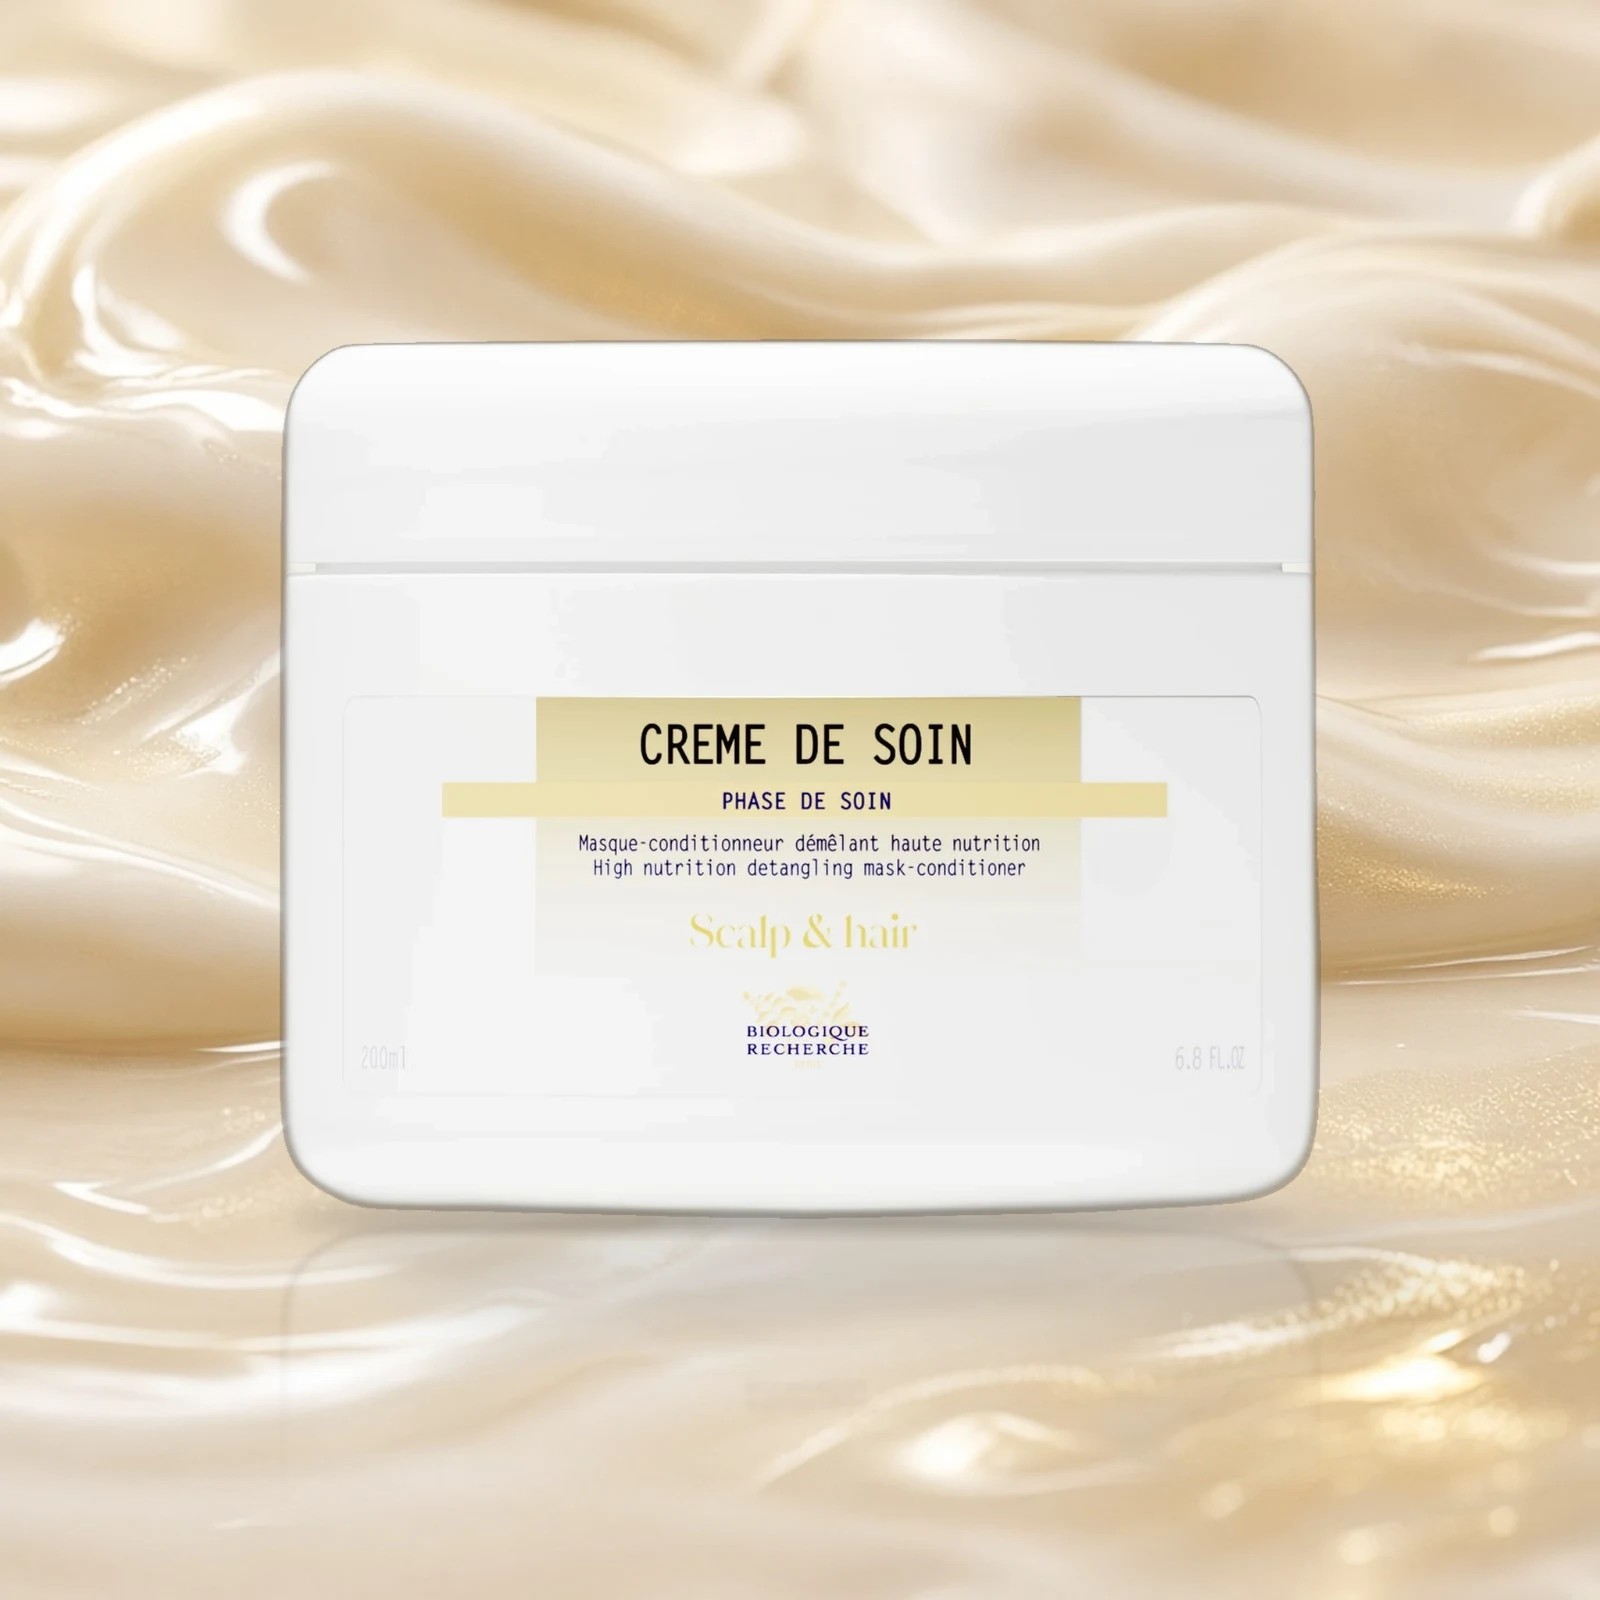 CREME DE SOIN
PHASE DE SOIN
Masque-conditionneur démêlant haute nutrition
High nutrition detangling mask-conditioner
Scalp & hair
BIOLOGIQUE
RECHERCHE
200ml
6.8 FL.OZ